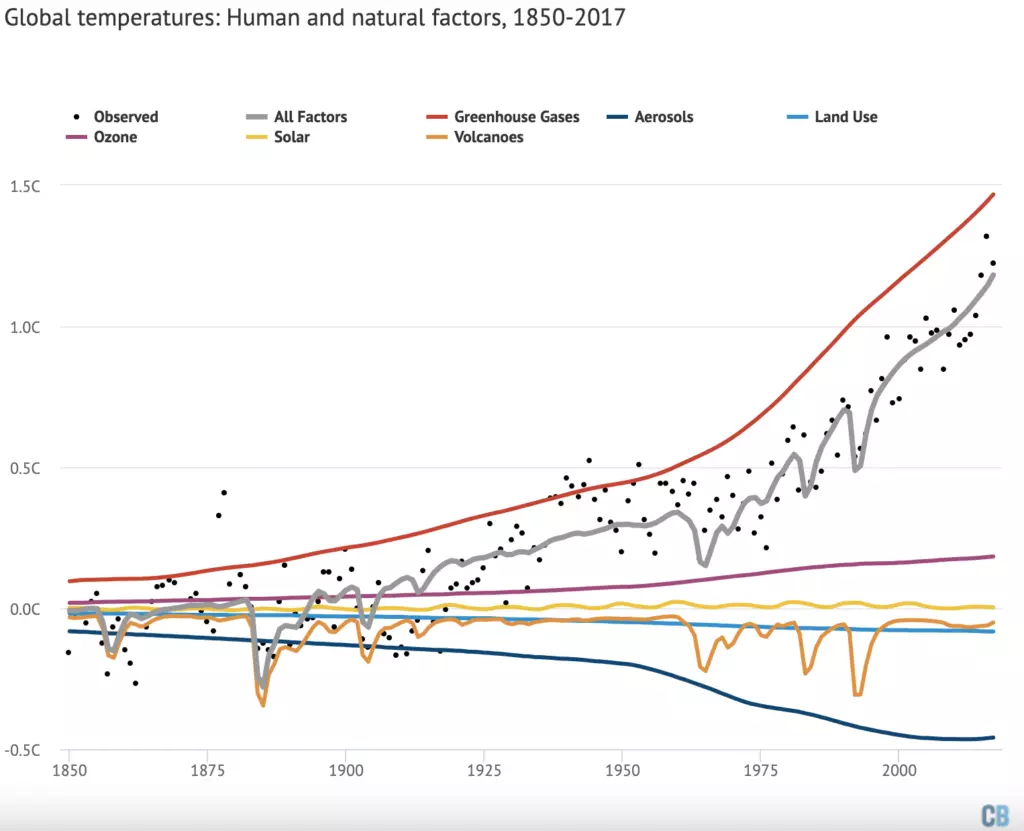 Global temperatures: Human and natural factors, 1850-2017
Observed All Factors Greenhouse Gases Aerosols Land Use
Ozone Solar Volcanoes
1.5C
1.0C
0.5C
0.0C
-0.5C
1850 1875 1900 1925 1950 1975 2000
CB